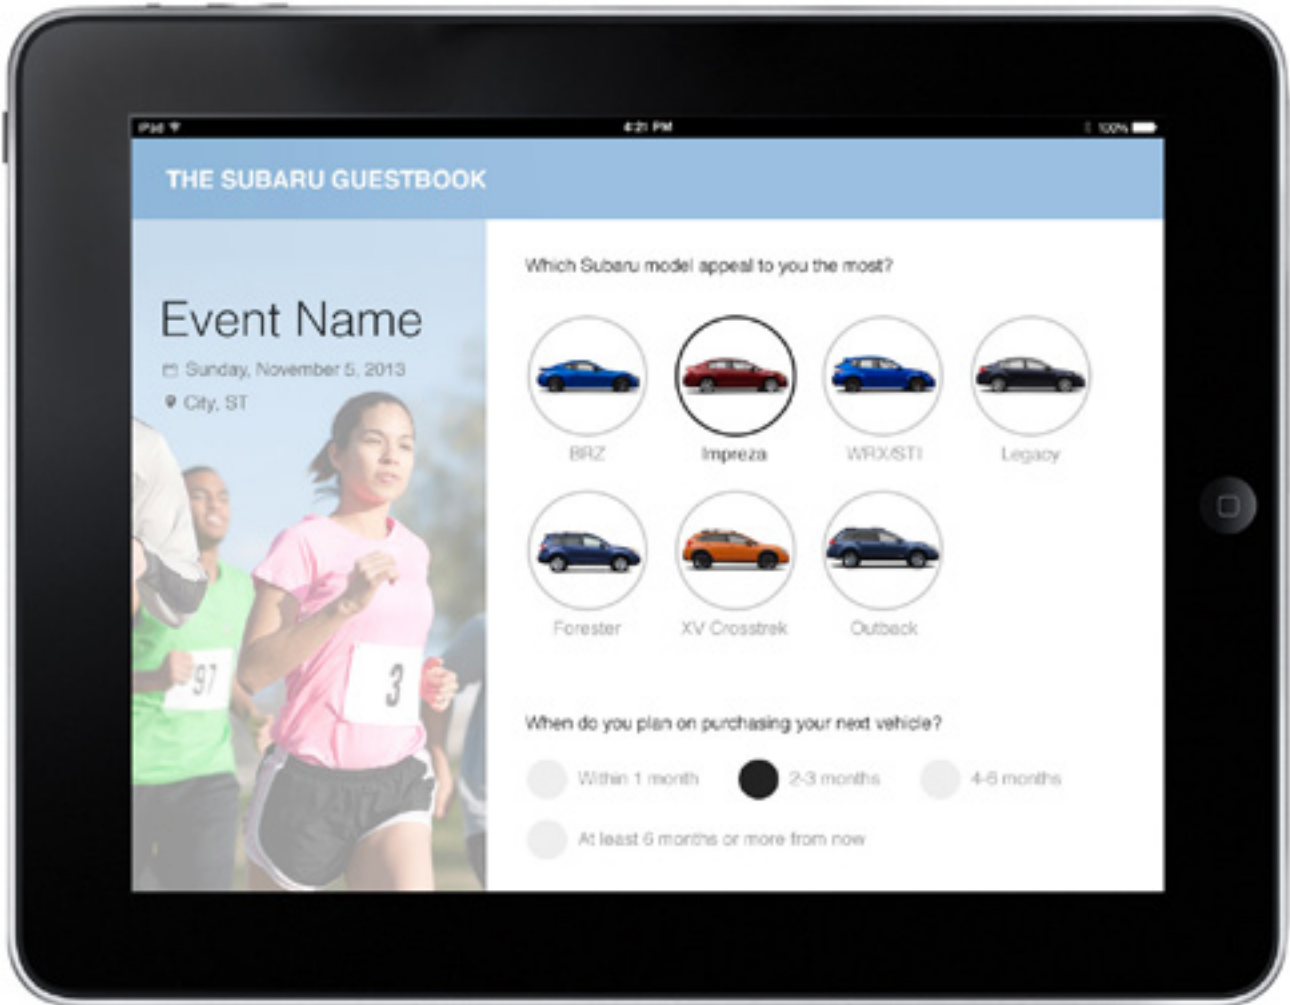 iPad
4:21 PM
100%
THE SUBARU GUESTBOOK
Event Name
Sunday, November 5, 2013
City, ST
97
3
Which Subaru model appeal to you the most?
BRZ
Impreza
WRX/STI
Legacy
Forester
XV Crosstrek
Outback
When do you plan on purchasing your next vehicle?
Within 1 month
2-3 months
4-6 months
At least 6 months or more from now